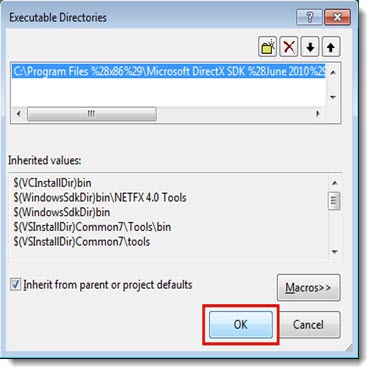 Executable Directories
C:\Program Files %28x86%29\Microsoft DirectX SDK %28June 2010%29
Inherited values:
$(VCInstallDir)bin
$(WindowsSdkDir)bin\NETFX 4.0 Tools
$(WindowsSdkDir)bin
$(VSInstallDir)Common7\Tools\bin
$(VSInstallDir)Common7\tools
Inherit from parent or project defaults
Macros>>
OK
Cancel